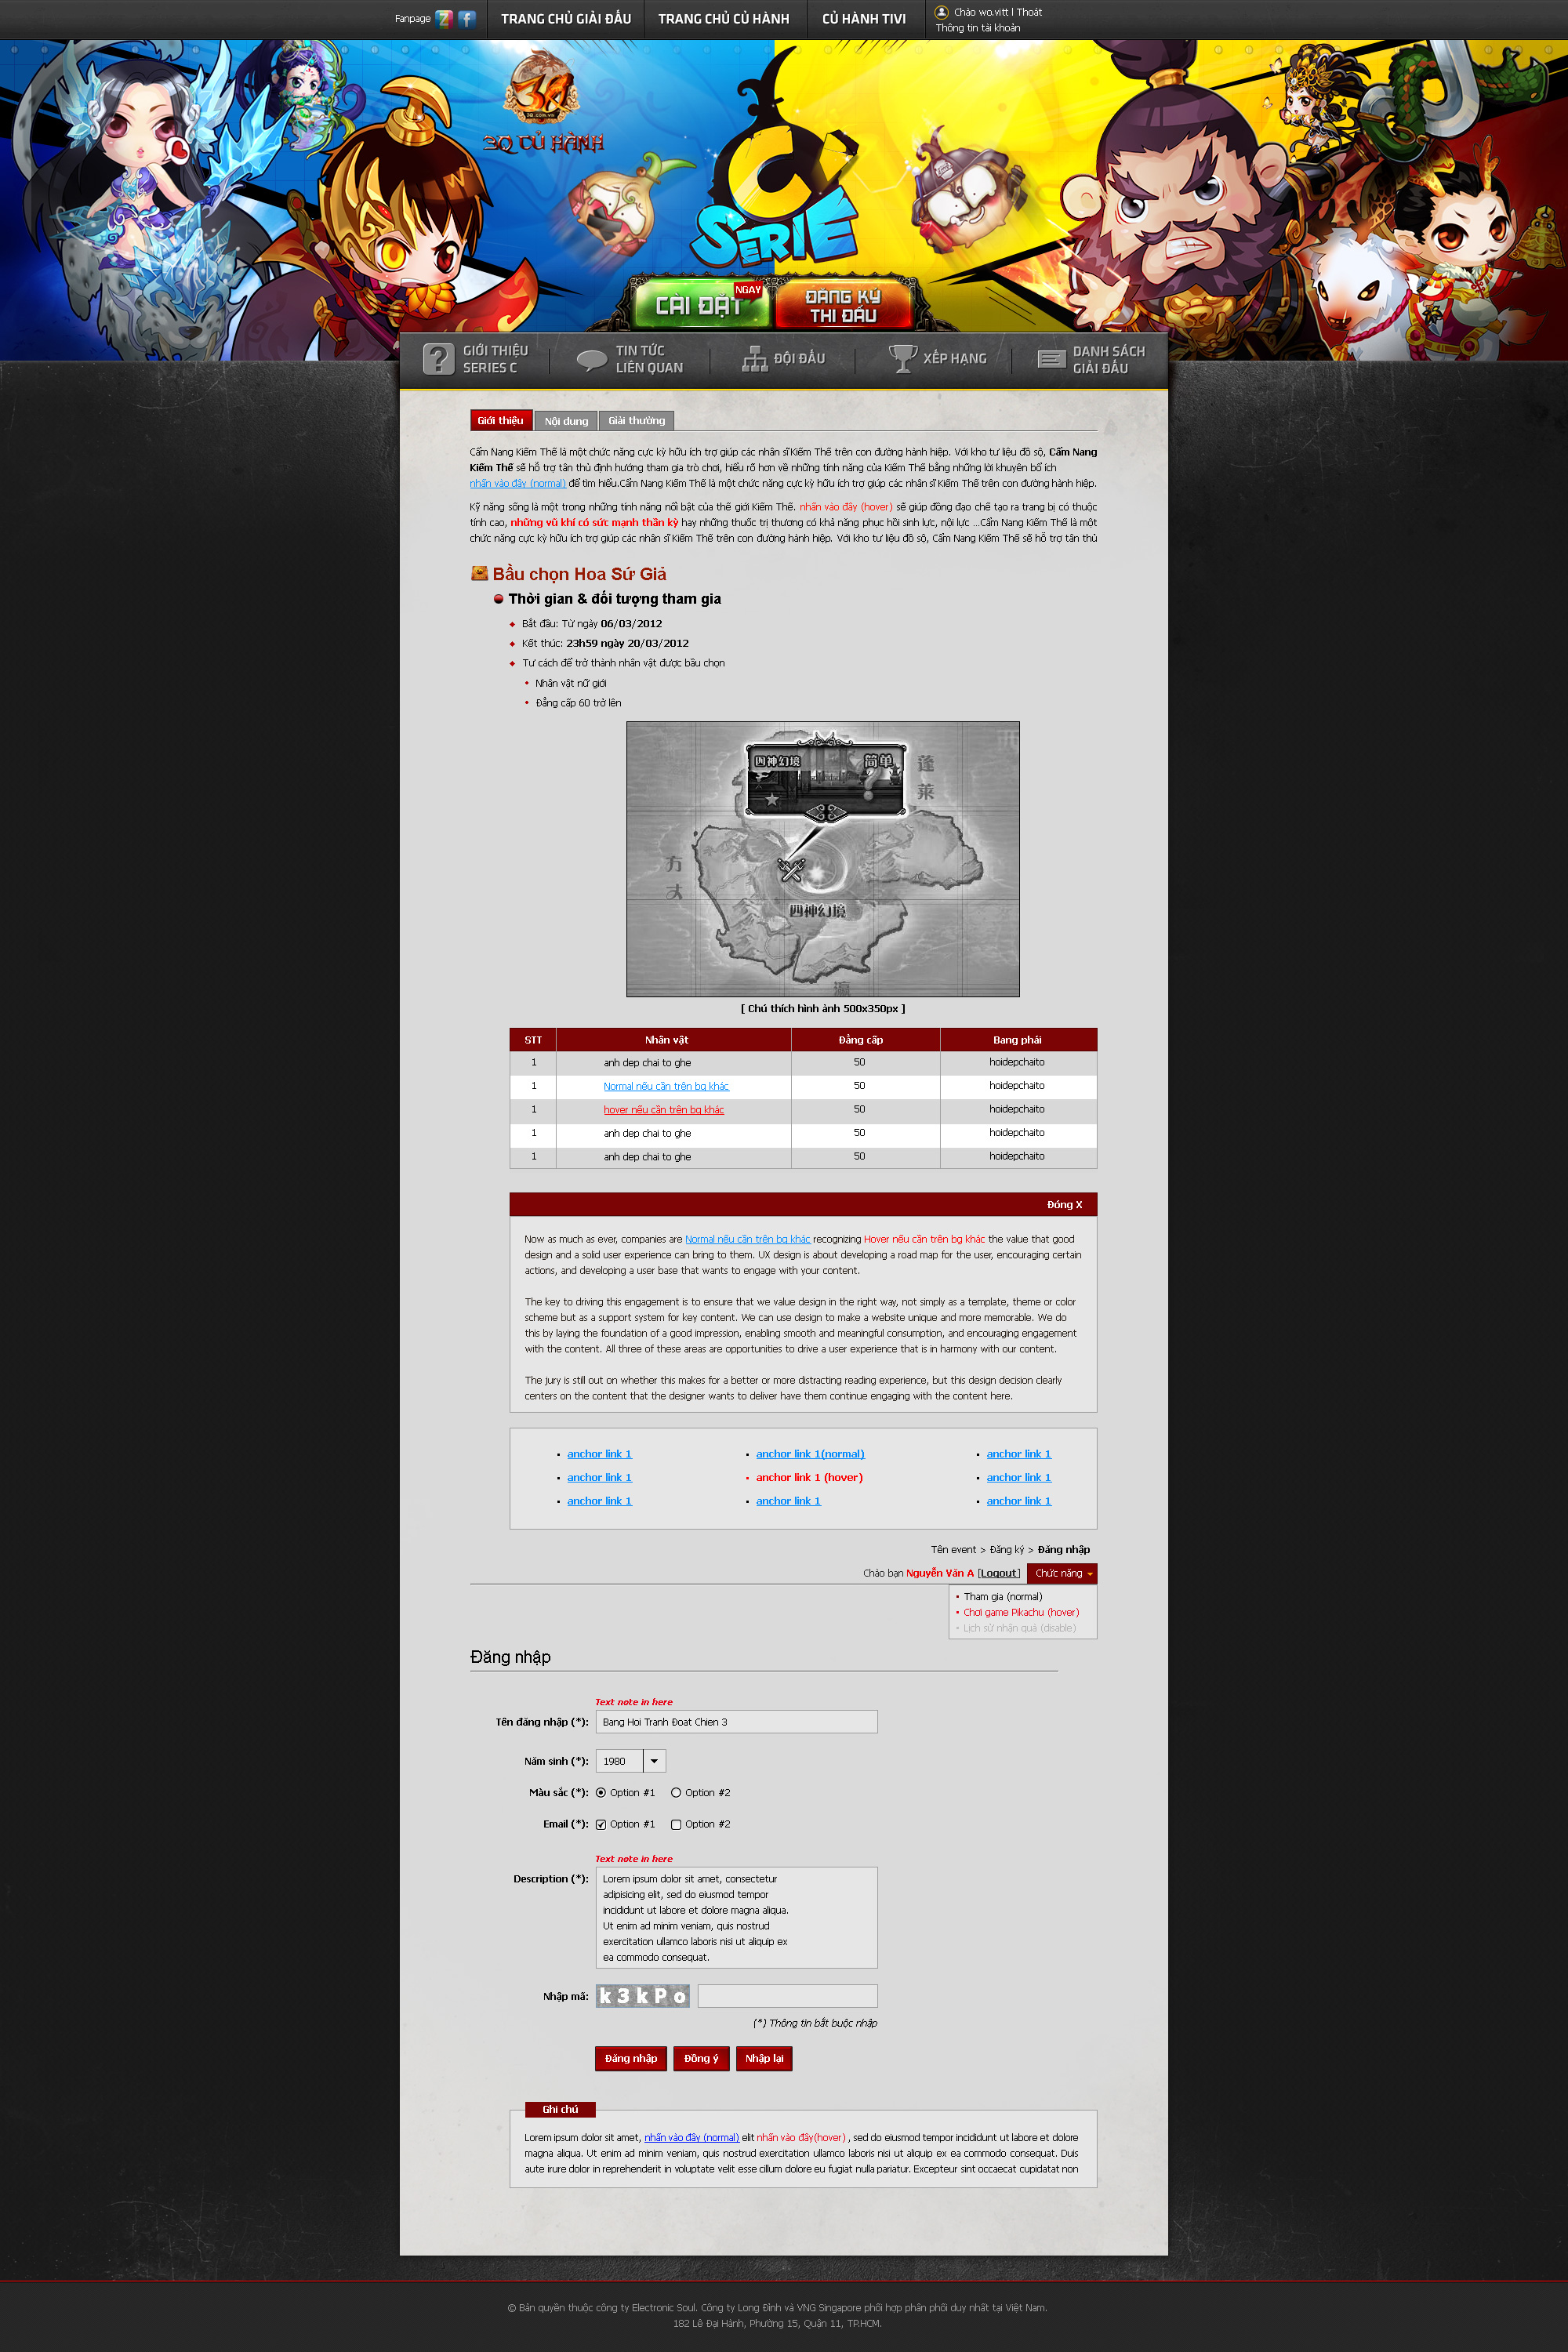 Fanpage
TRANG CHỦ GIẢI ĐẤU
TRANG CHỦ CỦ HÀNH
CỦ HÀNH TIVI
Chào wo.vitt | Thoát
Thông tin tài khoản
3Q
3Q.com.vn
3Q CỦ HÀNH
C
SERIE
CÀI ĐẶT
NGAY
ĐĂNG KÝ
THI ĐẤU
GIỚI THIỆU
SERIES C
TIN TỨC
LIÊN QUAN
ĐỘI ĐẤU
XẾP HẠNG
DANH SÁCH
GIẢI ĐẤU
Giới thiệu
Nội dung
Giải thưởng
Cẩm Nang Kiếm Thế là một chức năng cực kỳ hữu ích trợ giúp các nhân sĩ Kiếm Thế trên con đường hành hiệp. Với kho tư liệu đồ sộ, Cẩm Nang
Kiếm Thế sẽ hỗ trợ tân thủ định hướng tham gia trò chơi, hiểu rõ hơn về những tính năng của Kiếm Thế bằng những lời khuyên bổ ích
nhấn vào đây (normal) để tìm hiểu.Cẩm Nang Kiếm Thế là một chức năng cực kỳ hữu ích trợ giúp các nhân sĩ Kiếm Thế trên con đường hành hiệp.
Kỹ năng sống là một trong những tính năng nổi bật của thế giới Kiếm Thế. nhấn vào đây (hover) sẽ giúp đồng đạo chế tạo ra trang bị có thuộc
tính cao, những vũ khí có sức mạnh thần kỳ hay những thuốc trị thương có khả năng phục hồi sinh lực, nội lực ...Cẩm Nang Kiếm Thế là một
chức năng cực kỳ hữu ích trợ giúp các nhân sĩ Kiếm Thế trên con đường hành hiệp. Với kho tư liệu đồ sộ, Cẩm Nang Kiếm Thế sẽ hỗ trợ tân thủ
Bầu chọn Hoa Sứ Giả
Thời gian & đối tượng tham gia
Bắt đầu: Từ ngày 06/03/2012
Kết thúc: 23h59 ngày 20/03/2012
Tư cách để trở thành nhân vật được bầu chọn
Nhân vật nữ giới
Đẳng cấp 60 trở lên
四神幻境 简单
蓬
莱
方
丈
四神幻境
瀛
[ Chú thích hình ảnh 500x350px ]
STT Nhân vật Đẳng cấp Bang phái
1 anh dep chai to ghe 50 hoidepchaito
1 Normal nếu cần trên bg khác 50 hoidepchaito
1 hover nếu cần trên bg khác 50 hoidepchaito
1 anh dep chai to ghe 50 hoidepchaito
1 anh dep chai to ghe 50 hoidepchaito
Đóng X
Now as much as ever, companies are Normal nếu cần trên bg khác recognizing Hover nếu cần trên bg khác the value that good
design and a solid user experience can bring to them. UX design is about developing a road map for the user, encouraging certain
actions, and developing a user base that wants to engage with your content.
The key to driving this engagement is to ensure that we value design in the right way, not simply as a template, theme or color
scheme but as a support system for key content. We can use design to make a website unique and more memorable. We do
this by laying the foundation of a good impression, enabling smooth and meaningful consumption, and encouraging engagement
with the content. All three of these areas are opportunities to drive a user experience that is in harmony with our content.
The jury is still out on whether this makes for a better or more distracting reading experience, but this design decision clearly
centers on the content that the designer wants to deliver have them continue engaging with the content here.
anchor link 1 anchor link 1(normal) anchor link 1
anchor link 1 anchor link 1 (hover) anchor link 1
anchor link 1 anchor link 1 anchor link 1
Tên event > Đăng ký > Đăng nhập
Chào bạn Nguyễn Văn A [Logout] Chức năng
Tham gia (normal)
Chơi game Pikachu (hover)
Lịch sử nhận quà (disable)
Đăng nhập
Text note in here
Tên đăng nhập (*): Bang Hoi Tranh Đoat Chien 3
Năm sinh (*): 1980
Màu sắc (*): Option #1 Option #2
Email (*): Option #1 Option #2
Text note in here
Description (*): Lorem ipsum dolor sit amet, consectetur
adipisicing elit, sed do eiusmod tempor
incididunt ut labore et dolore magna aliqua.
Ut enim ad minim veniam, quis nostrud
exercitation ullamco laboris nisi ut aliquip ex
ea commodo consequat.
Nhập mã: k3kPo
(*) Thông tin bắt buộc nhập
Đăng nhập Đồng ý Nhập lại
Ghi chú
Lorem ipsum dolor sit amet, nhấn vào đây (normal) elit nhấn vào đây(hover) , sed do eiusmod tempor incididunt ut labore et dolore
magna aliqua. Ut enim ad minim veniam, quis nostrud exercitation ullamco laboris nisi ut aliquip ex ea commodo consequat. Duis
aute irure dolor in reprehenderit in voluptate velit esse cillum dolore eu fugiat nulla pariatur. Excepteur sint occaecat cupidatat non
© Bản quyền thuộc công ty Electronic Soul. Công ty Long Đỉnh và VNG Singapore phối hợp phân phối duy nhất tại Việt Nam.
182 Lê Đại Hành, Phường 15, Quận 11, TP.HCM.